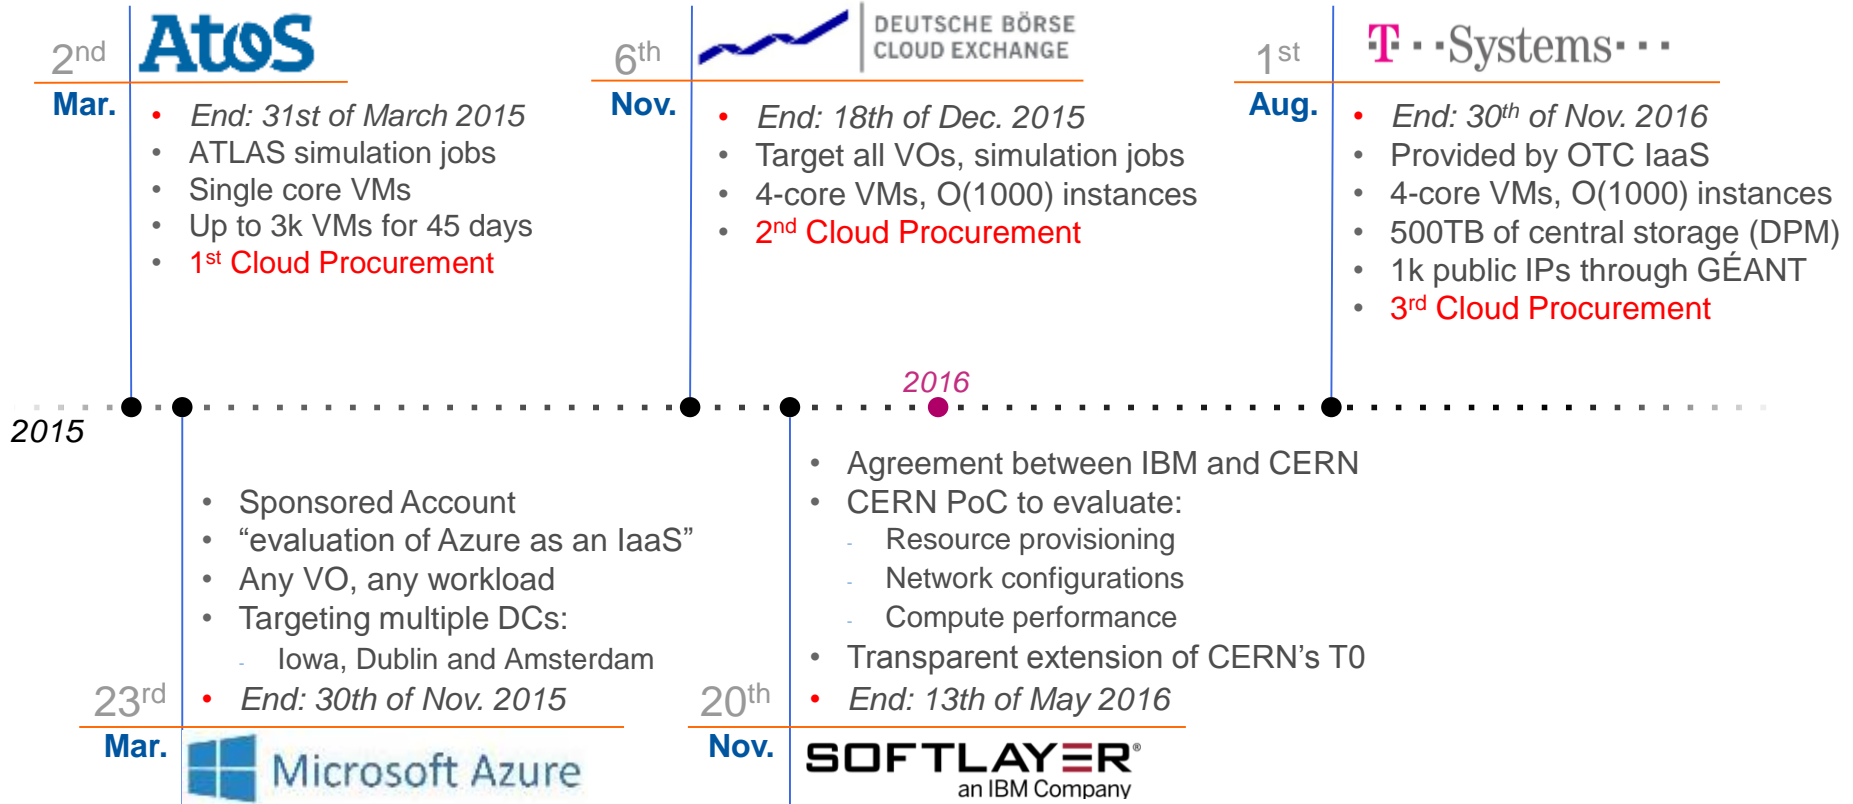 2nd
Mar.
Atos
• End: 31st of March 2015
• ATLAS simulation jobs
• Single core VMs
• Up to 3k VMs for 45 days
• 1st Cloud Procurement
6th
Nov.
DEUTSCHE BÖRSE
CLOUD EXCHANGE
• End: 18th of Dec. 2015
• Target all VOs, simulation jobs
• 4-core VMs, O(1000) instances
• 2nd Cloud Procurement
1st
Aug.
T··Systems···
• End: 30th of Nov. 2016
• Provided by OTC IaaS
• 4-core VMs, O(1000) instances
• 500TB of central storage (DPM)
• 1k public IPs through GÉANT
• 3rd Cloud Procurement
2015
2016
• Sponsored Account
• “evaluation of Azure as an IaaS”
• Any VO, any workload
• Targeting multiple DCs:
- Iowa, Dublin and Amsterdam
• End: 30th of Nov. 2015
23rd
Mar.
Microsoft Azure
• Agreement between IBM and CERN
• CERN PoC to evaluate:
- Resource provisioning
- Network configurations
- Compute performance
• Transparent extension of CERN’s T0
• End: 13th of May 2016
20th
Nov.
SOFTLAYER®
an IBM Company